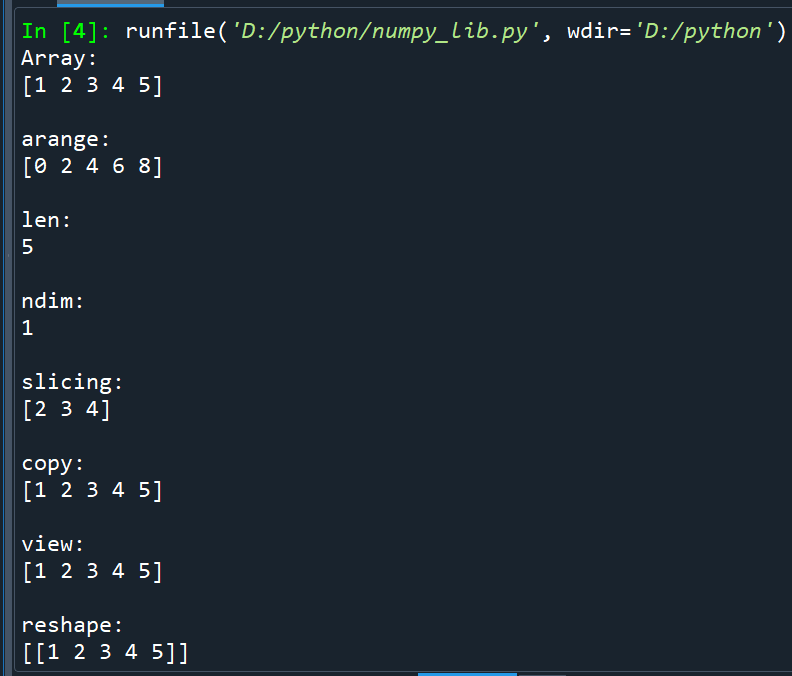 In [4]: runfile('D:/python/numpy_lib.py', wdir='D:/python')
Array:
[1 2 3 4 5]
arange:
[0 2 4 6 8]
len:
5
ndim:
1
slicing:
[2 3 4]
copy:
[1 2 3 4 5]
view:
[1 2 3 4 5]
reshape:
[[1 2 3 4 5]]